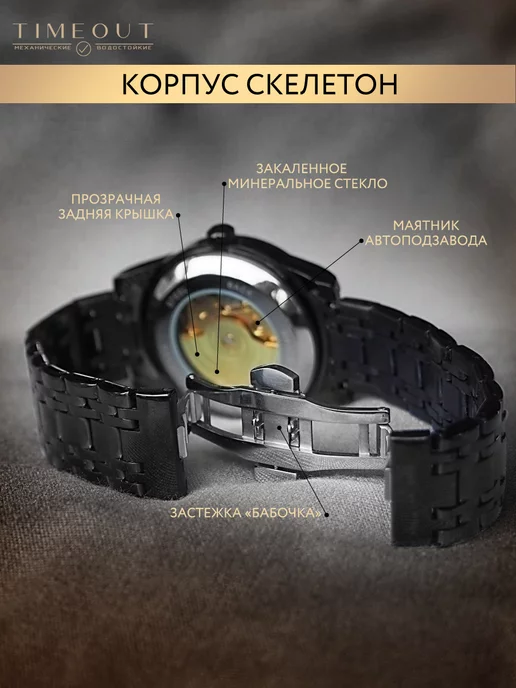 TIMEOUT
МЕХАНИЧЕСКИЕ ВОДОСТОЙКИЕ
КОРПУС СКЕЛЕТОН
ЗАКАЛЕННОЕ
МИНЕРАЛЬНОЕ СТЕКЛО
ПРОЗРАЧНАЯ
ЗАДНЯЯ КРЫШКА
МАЯТНИК
АВТОПОДЗАВОДА
ЗАСТЕЖКА «БАБОЧКА»